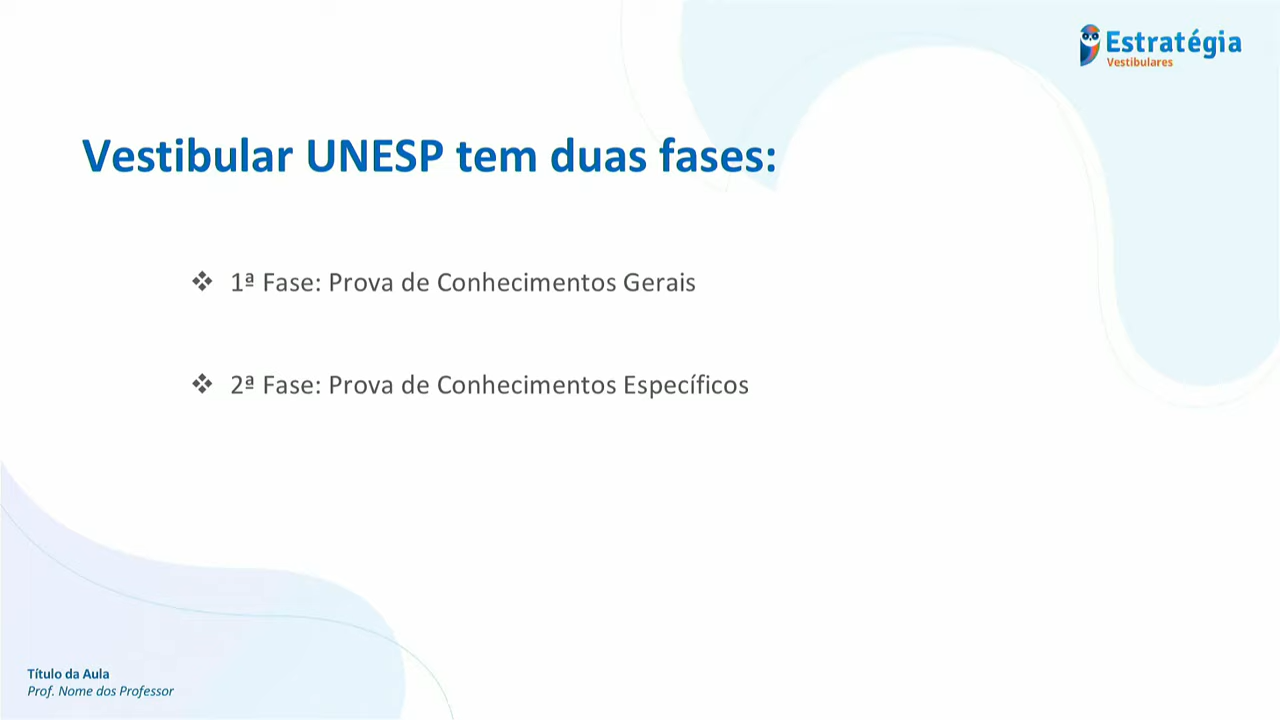 Estratégia
Vestibulares
Vestibular UNESP tem duas fases:
❖ 1ª Fase: Prova de Conhecimentos Gerais
❖ 2ª Fase: Prova de Conhecimentos Específicos
Título da Aula
Prof. Nome dos Professor